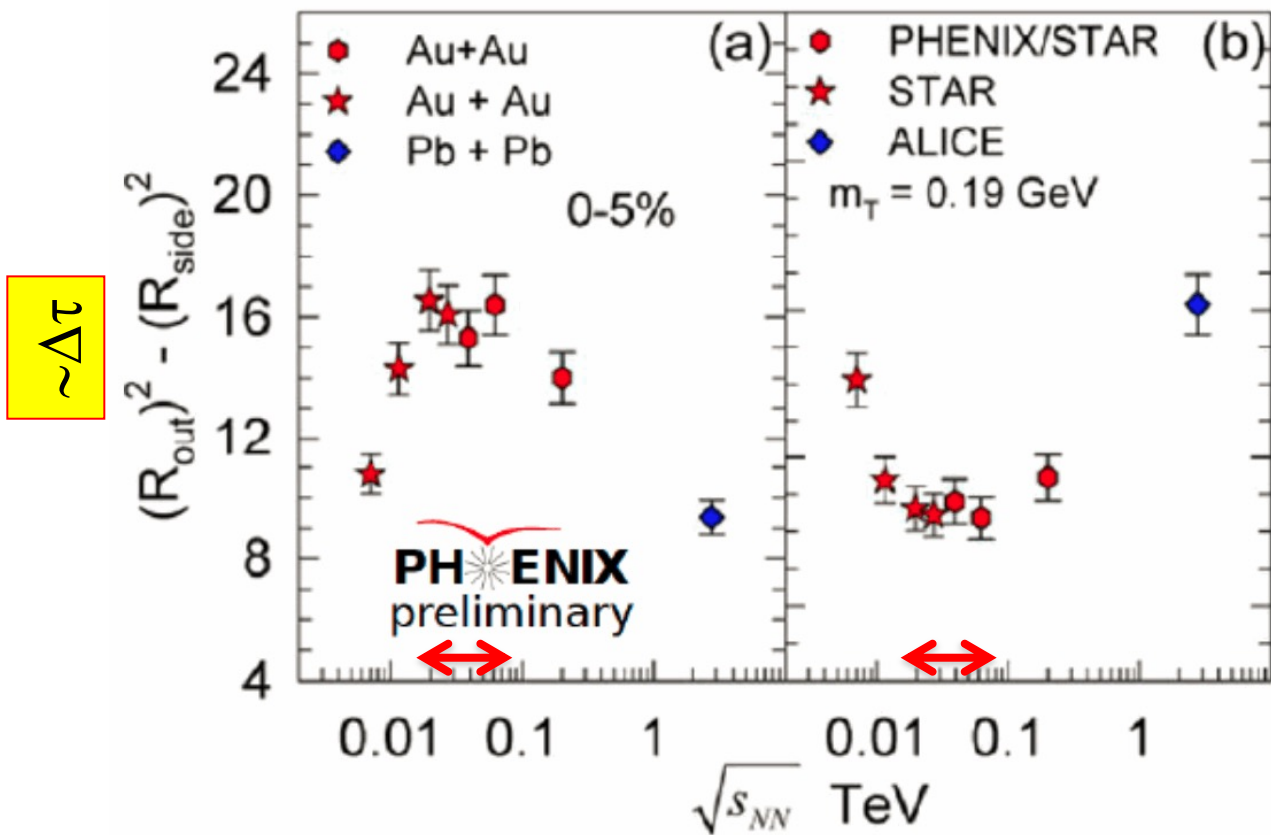 Au+Au
Au + Au
Pb + Pb
(a)
0-5%
PHENIX/STAR
STAR
ALICE
(b)
m_T = 0.19 GeV
~Δτ
(R_out)^2 - (R_side)^2
24
20
16
12
8
4
PHENIX
preliminary
0.01 0.1 1
0.01 0.1 1
√s_NN TeV